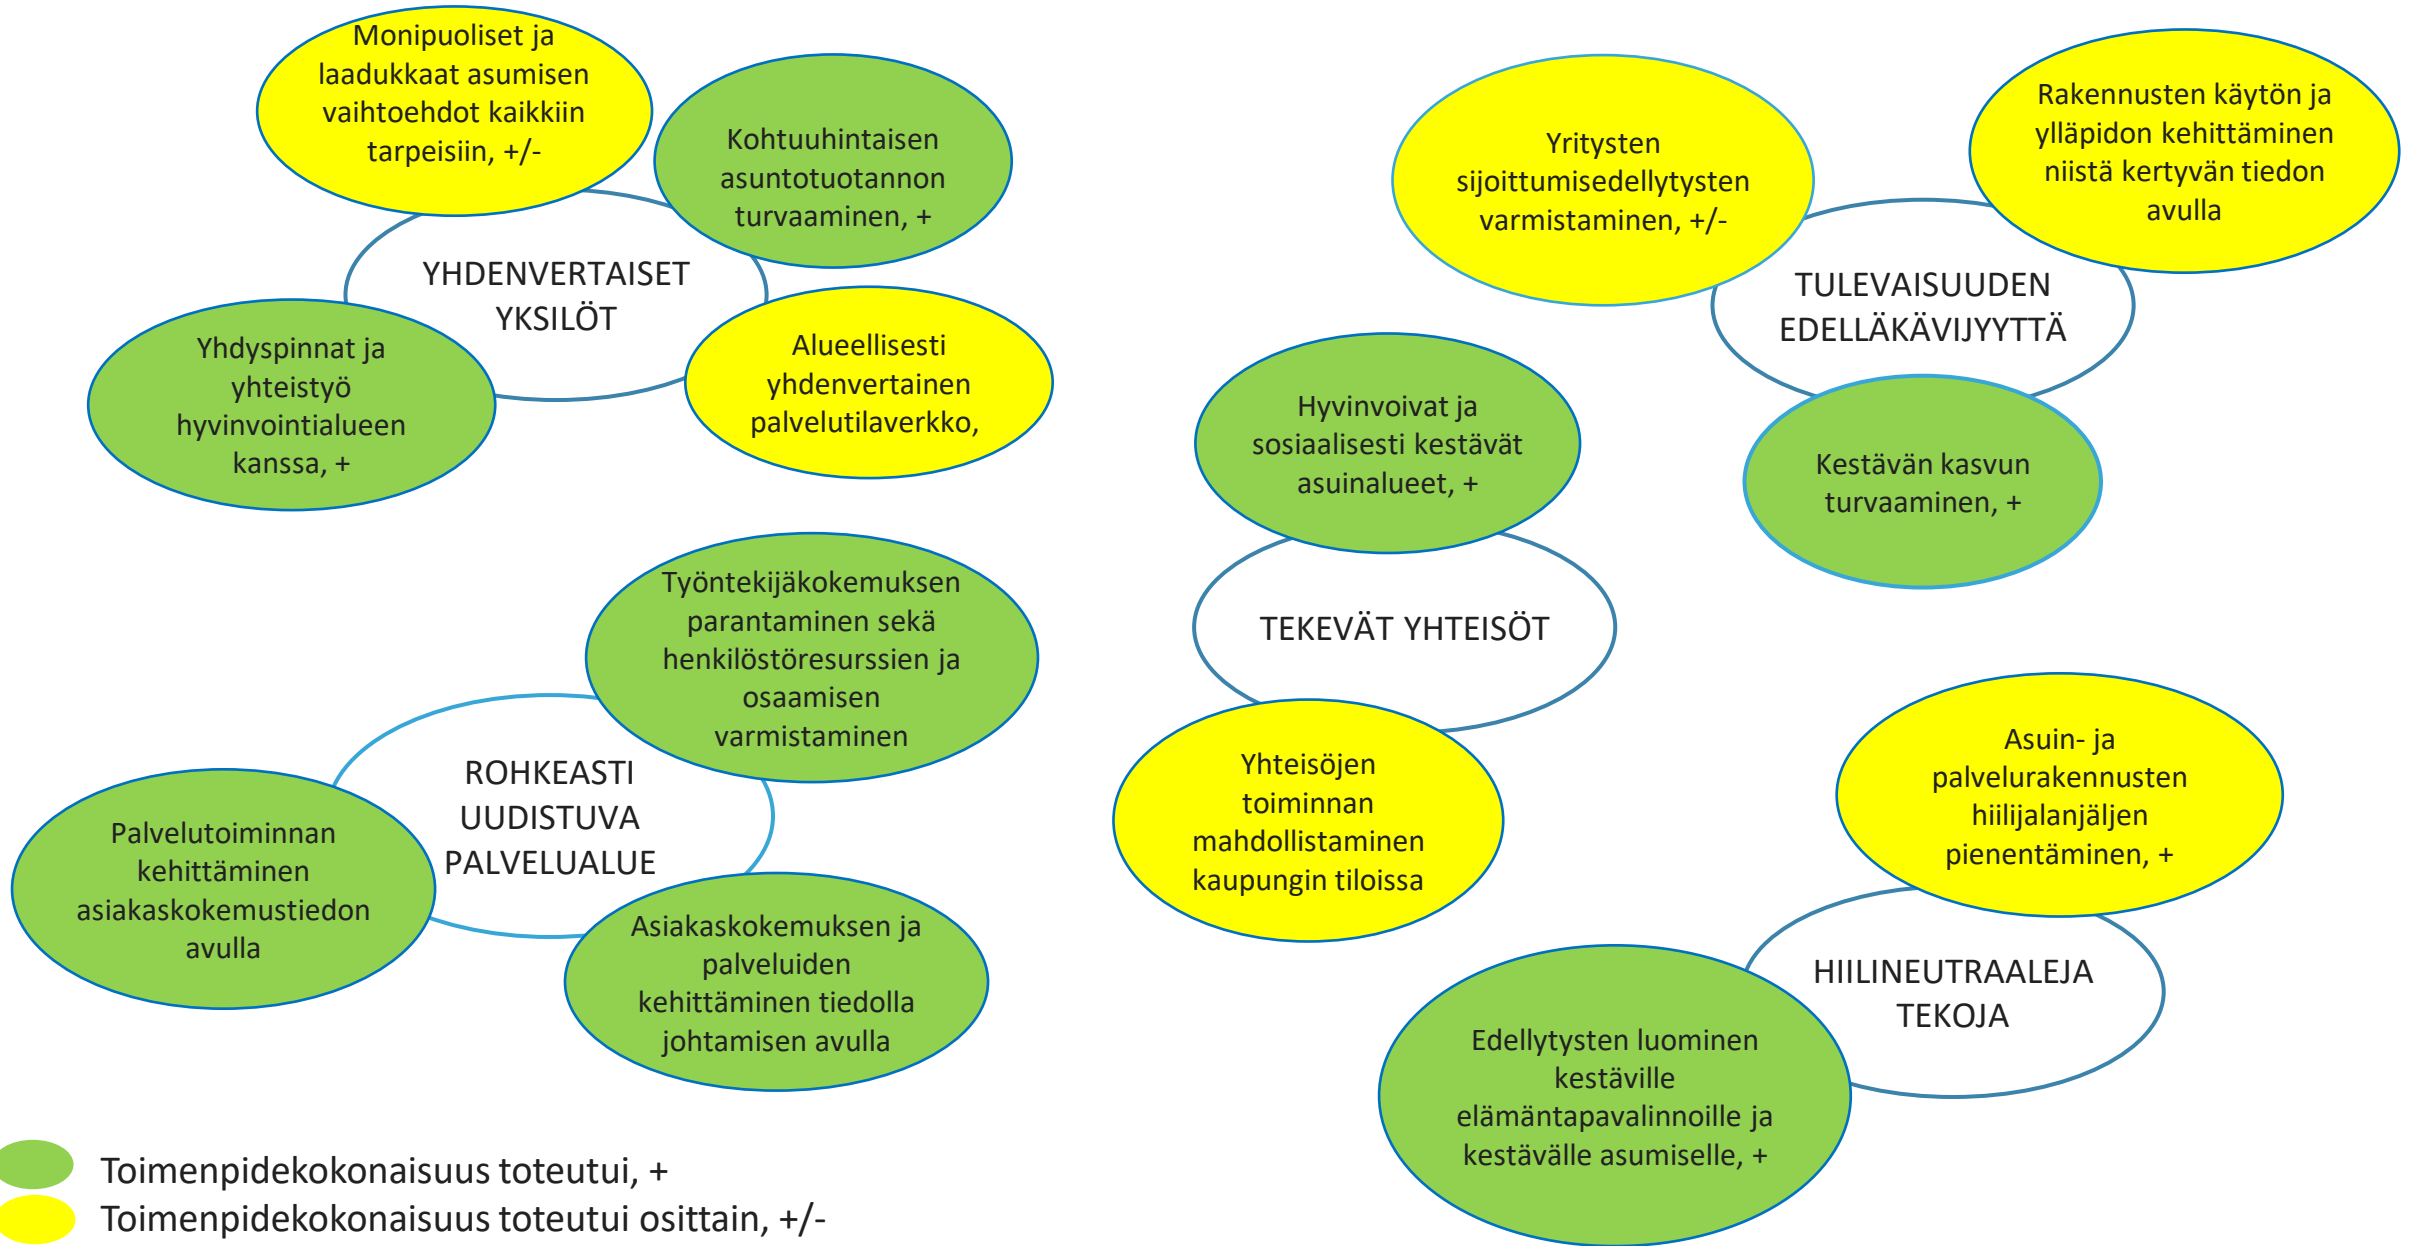 Monipuoliset ja
laadukkaat asumisen
vaihtoehdot kaikkiin
tarpeisiin, +/-
Kohtuuhintaisen
asuntotuotannon
turvaaminen, +
YHDENVERTAISET
YKSILÖT
Yhdyspinnat ja
yhteistyö
hyvinvointialueen
kanssa, +
Alueellisesti
yhdenvertainen
palvelutilaverkko,
Yritysten
sijoittumisedellytysten
varmistaminen, +/-
Rakennusten käytön ja
ylläpidon kehittäminen
niistä kertyvän tiedon
avulla
TULEVAISUUDEN
EDELLÄKÄVIJYYTTÄ
Kestävän kasvun
turvaaminen, +
Hyvinvoivat ja
sosiaalisesti kestävät
asuinalueet, +
TEKEVÄT YHTEISÖT
Yhteisöjen
toiminnan
mahdollistaminen
kaupungin tiloissa
Työntekijäkokemuksen
parantaminen sekä
henkilöstöresurssien ja
osaamisen
varmistaminen
ROHKEASTI
UUDISTUVA
PALVELUALUE
Palvelutoiminnan
kehittäminen
asiakaskokemustiedon
avulla
Asiakaskokemuksen ja
palveluiden
kehittäminen tiedolla
johtamisen avulla
Asuin- ja
palvelurakennusten
hiilijalanjäljen
pienentäminen, +
HIILINEUTRAALEJA
TEKOJA
Edellytysten luominen
kestäville
elämäntapavalinnoille ja
kestävälle asumiselle, +
Toimenpidekokonaisuus toteutui, +
Toimenpidekokonaisuus toteutui osittain, +/-